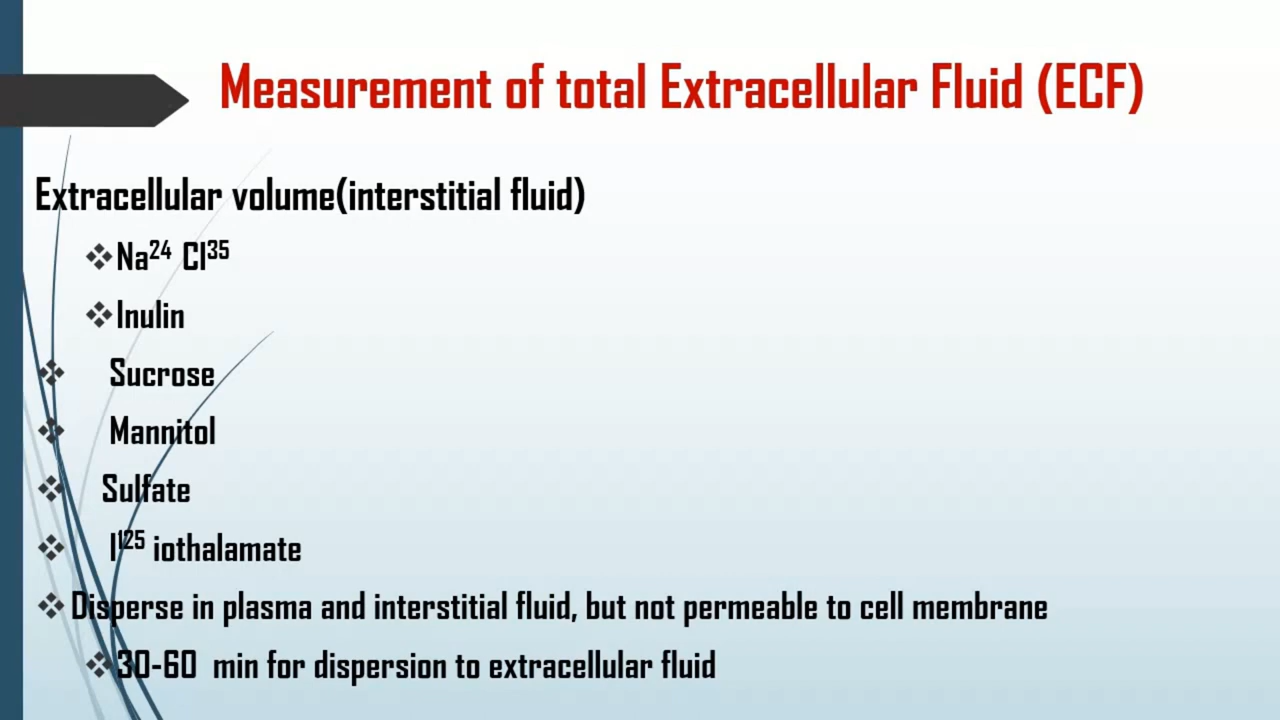 Measurement of total Extracellular Fluid (ECF)
Extracellular volume(interstitial fluid)
❖Na²⁴ Cl³⁵
❖Inulin
❖ Sucrose
❖ Mannitol
❖ Sulfate
❖ I¹²⁵ iothalamate
❖Disperse in plasma and interstitial fluid, but not permeable to cell membrane
❖30-60 min for dispersion to extracellular fluid